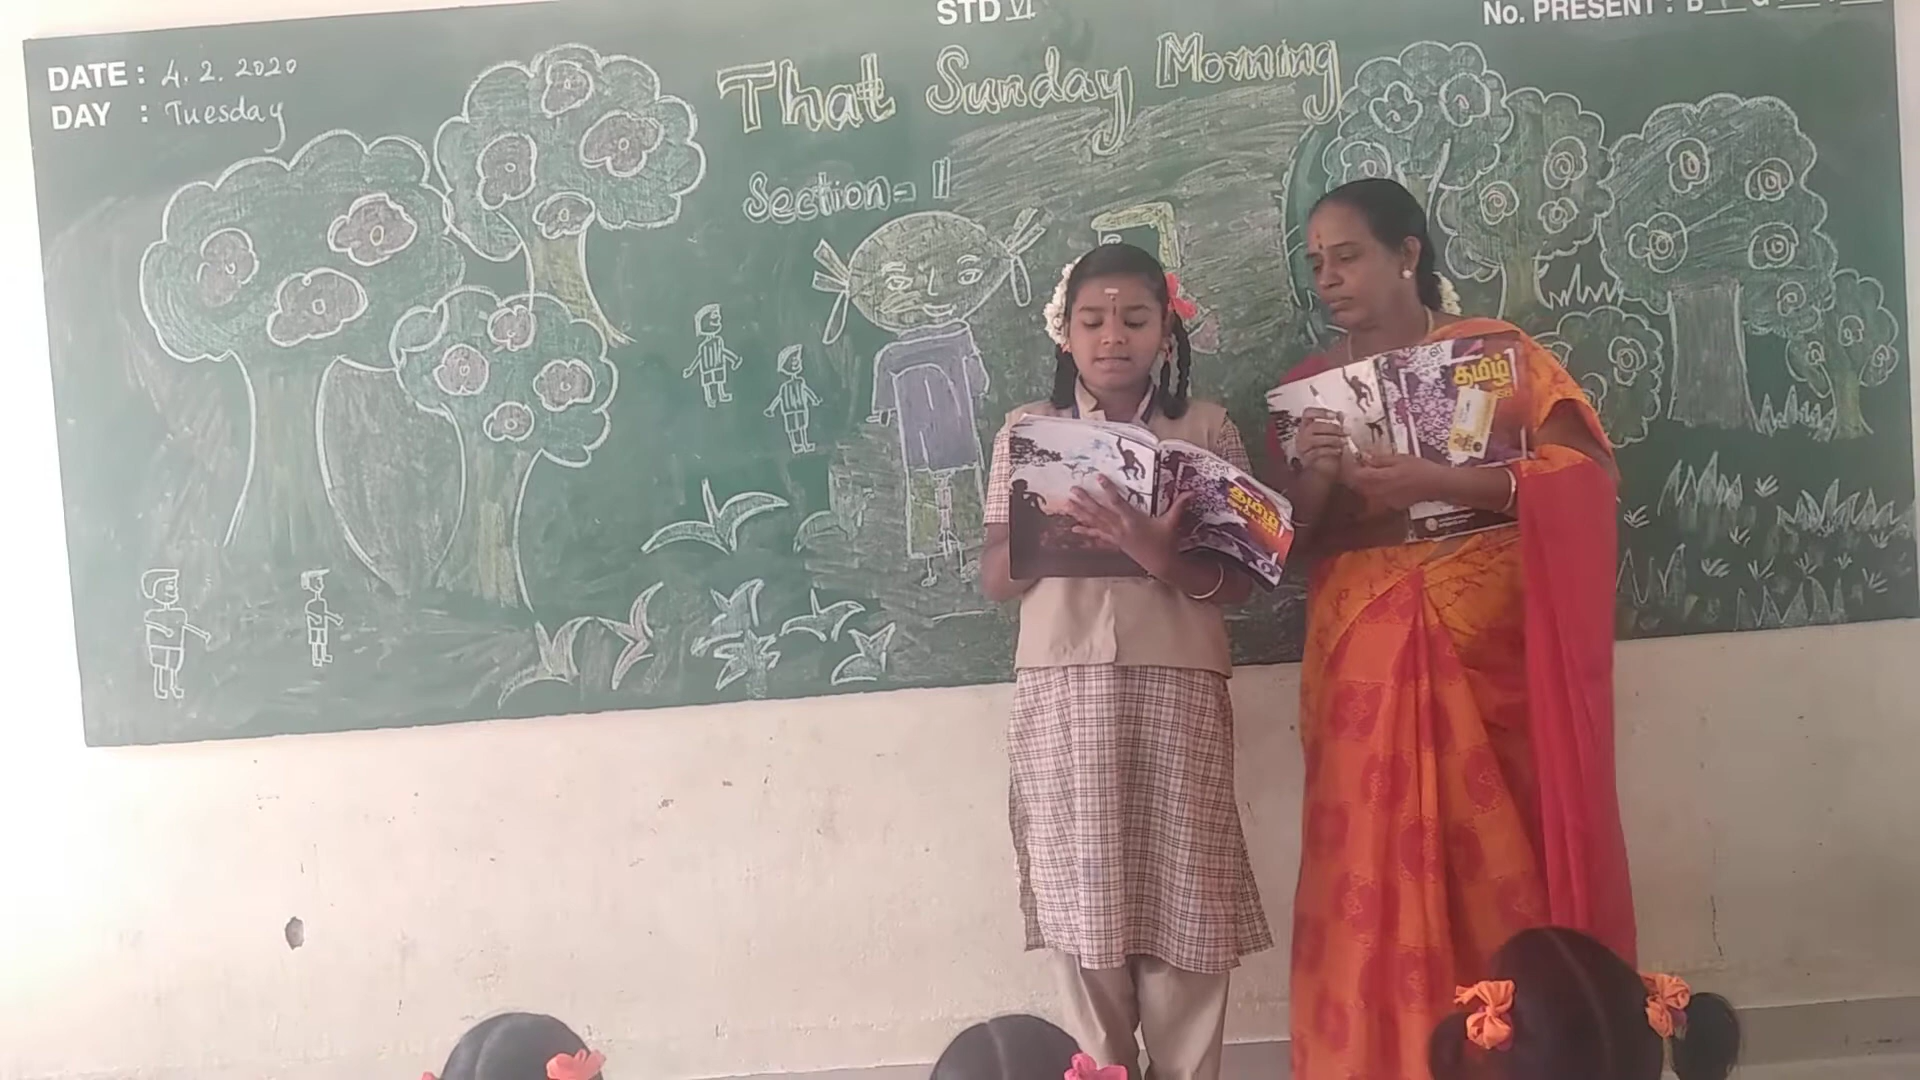 STD VI
No. PRESENT :
DATE : 4.2.2020
DAY : Tuesday
That Sunday Morning
Section - II
தமிழ்
தமிழ்